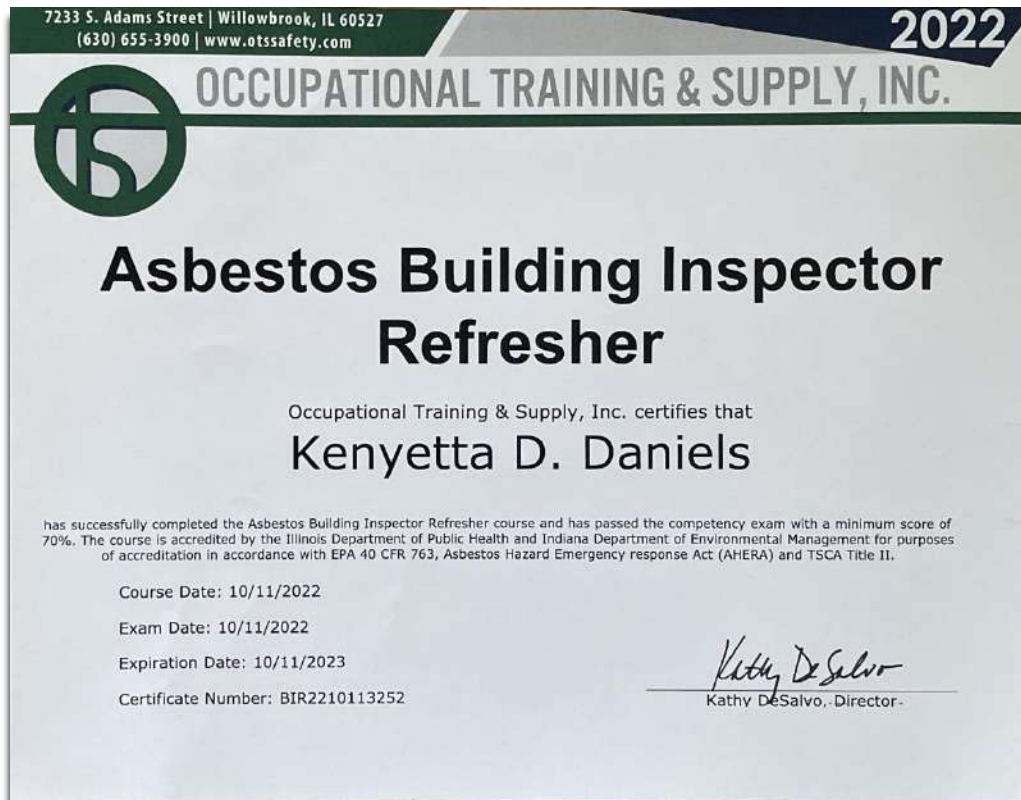 7233 S. Adams Street | Willowbrook, IL 60527
(630) 655-3900 | www.otssafety.com
2022
OCCUPATIONAL TRAINING & SUPPLY, INC.
Asbestos Building Inspector
Refresher
Occupational Training & Supply, Inc. certifies that
Kenyetta D. Daniels
has successfully completed the Asbestos Building Inspector Refresher course and has passed the competency exam with a minimum score of
70%. The course is accredited by the Illinois Department of Public Health and Indiana Department of Environmental Management for purposes
of accreditation in accordance with EPA 40 CFR 763, Asbestos Hazard Emergency response Act (AHERA) and TSCA Title II.
Course Date: 10/11/2022
Exam Date: 10/11/2022
Expiration Date: 10/11/2023
Certificate Number: BIR2210113252
Kathy DeSalvo
Kathy DeSalvo, Director